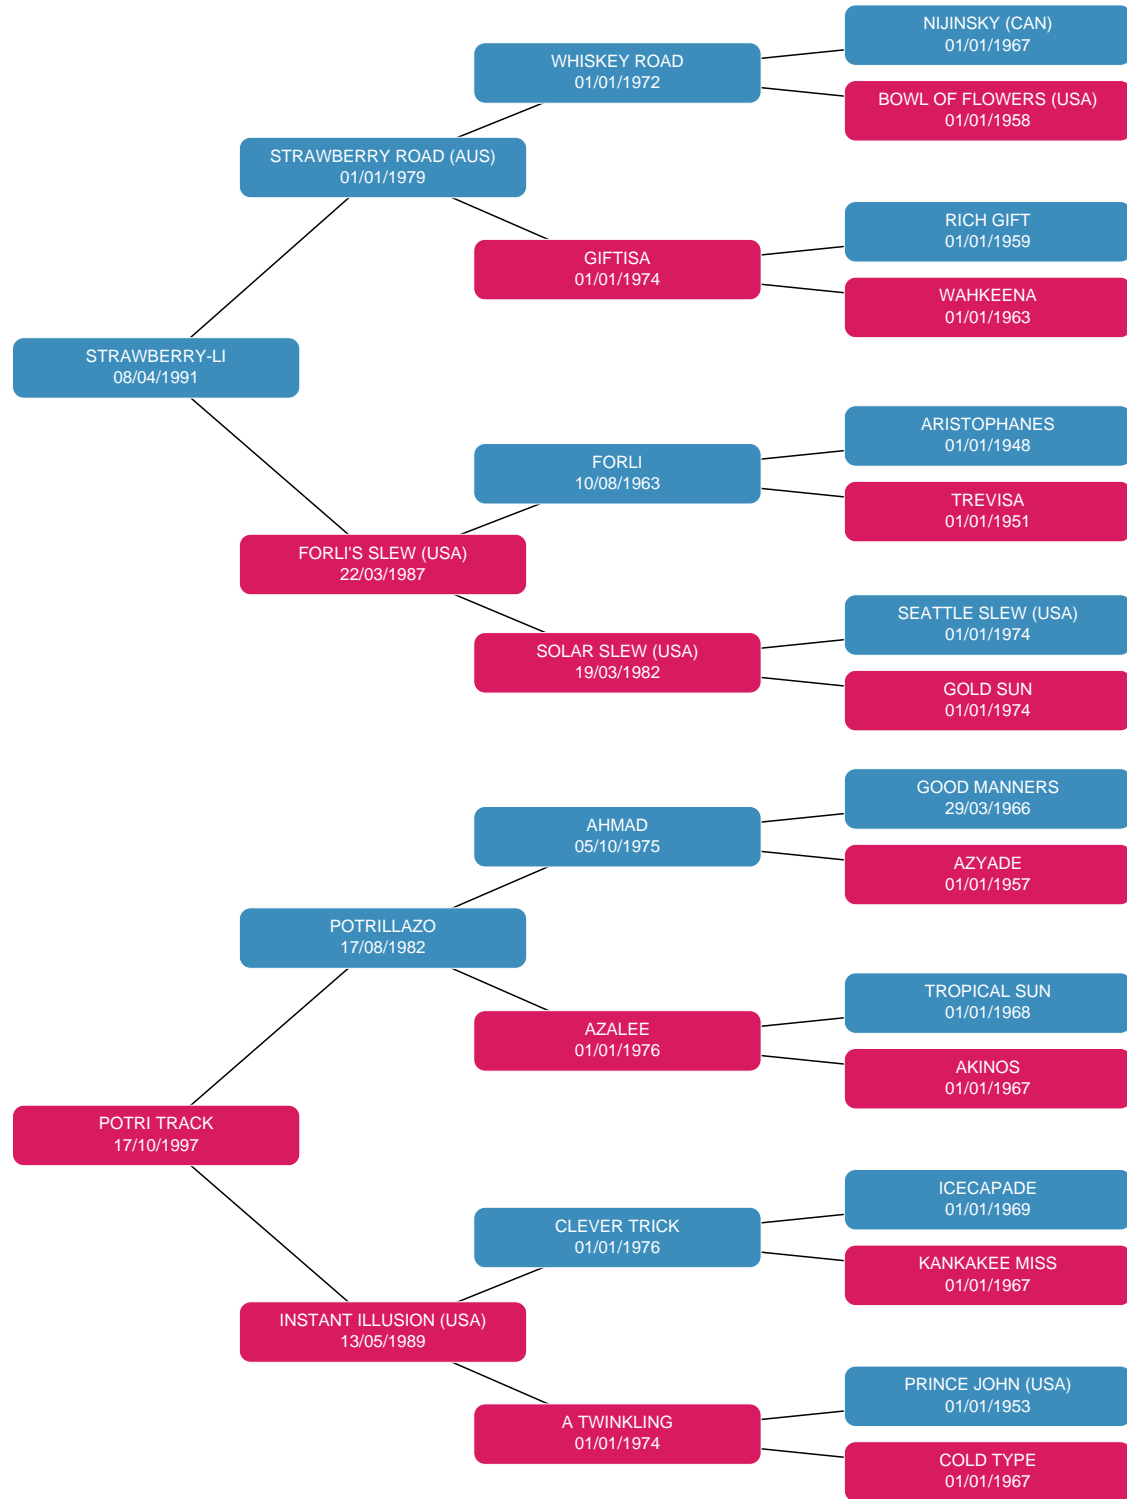 NIJINSKY (CAN)
01/01/1967
WHISKEY ROAD
01/01/1972
BOWL OF FLOWERS (USA)
01/01/1958
STRAWBERRY ROAD (AUS)
01/01/1979
RICH GIFT
01/01/1959
GIFTISA
01/01/1974
WAHKEENA
01/01/1963
STRAWBERRY-LI
08/04/1991
ARISTOPHANES
01/01/1948
FORLI
10/08/1963
TREVISA
01/01/1951
FORLI'S SLEW (USA)
22/03/1987
SEATTLE SLEW (USA)
01/01/1974
SOLAR SLEW (USA)
19/03/1982
GOLD SUN
01/01/1974
GOOD MANNERS
29/03/1966
AHMAD
05/10/1975
AZYADE
01/01/1957
POTRILLAZO
17/08/1982
TROPICAL SUN
01/01/1968
AZALEE
01/01/1976
AKINOS
01/01/1967
POTRI TRACK
17/10/1997
ICECAPADE
01/01/1969
CLEVER TRICK
01/01/1976
KANKAKEE MISS
01/01/1967
INSTANT ILLUSION (USA)
13/05/1989
PRINCE JOHN (USA)
01/01/1953
A TWINKLING
01/01/1974
COLD TYPE
01/01/1967